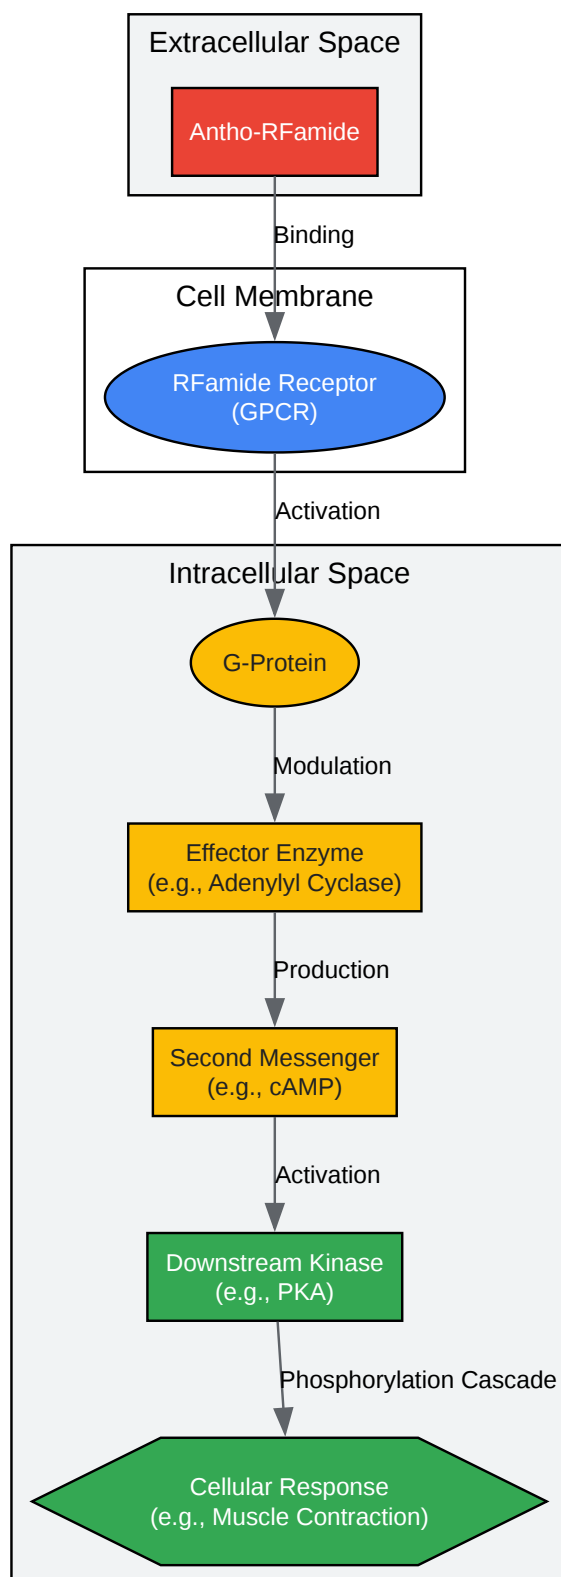 Extracellular Space
Antho-RFamide
Binding
Cell Membrane
RFamide Receptor
(GPCR)
Activation
Intracellular Space
G-Protein
Modulation
Effector Enzyme
(e.g., Adenylyl Cyclase)
Production
Second Messenger
(e.g., cAMP)
Activation
Downstream Kinase
(e.g., PKA)
Phosphorylation Cascade
Cellular Response
(e.g., Muscle Contraction)